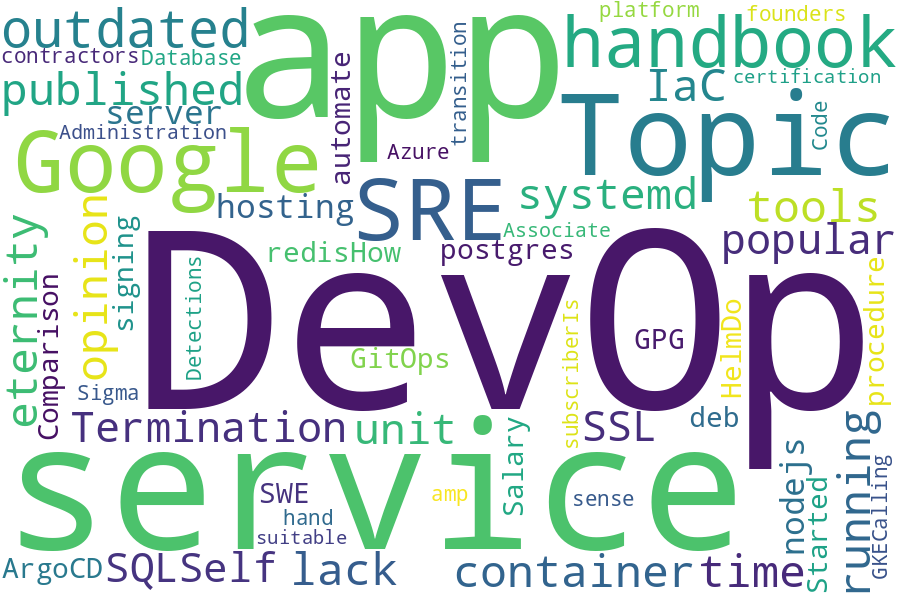 outdated
app
platform
founders
handbook
contractors
Database
transition
published
IaC
certification
server
automate
Topic
Code
Administration
Google
Azure
SRE
systemd
tools
hosting
opinion
signing
eternity
Associate
redisHow
postgres
popular
DevOp
Detections
procedure
Comparison
GitOps
subscriberIs
GPG
HelmDo
Sigma
Termination
unit
SSL
deb
service
Salary
running
nodejs
GKECalling
Started
SWE
amp
sense
hand
suitable
ArgoCD
SQLSelf
lack
container
time